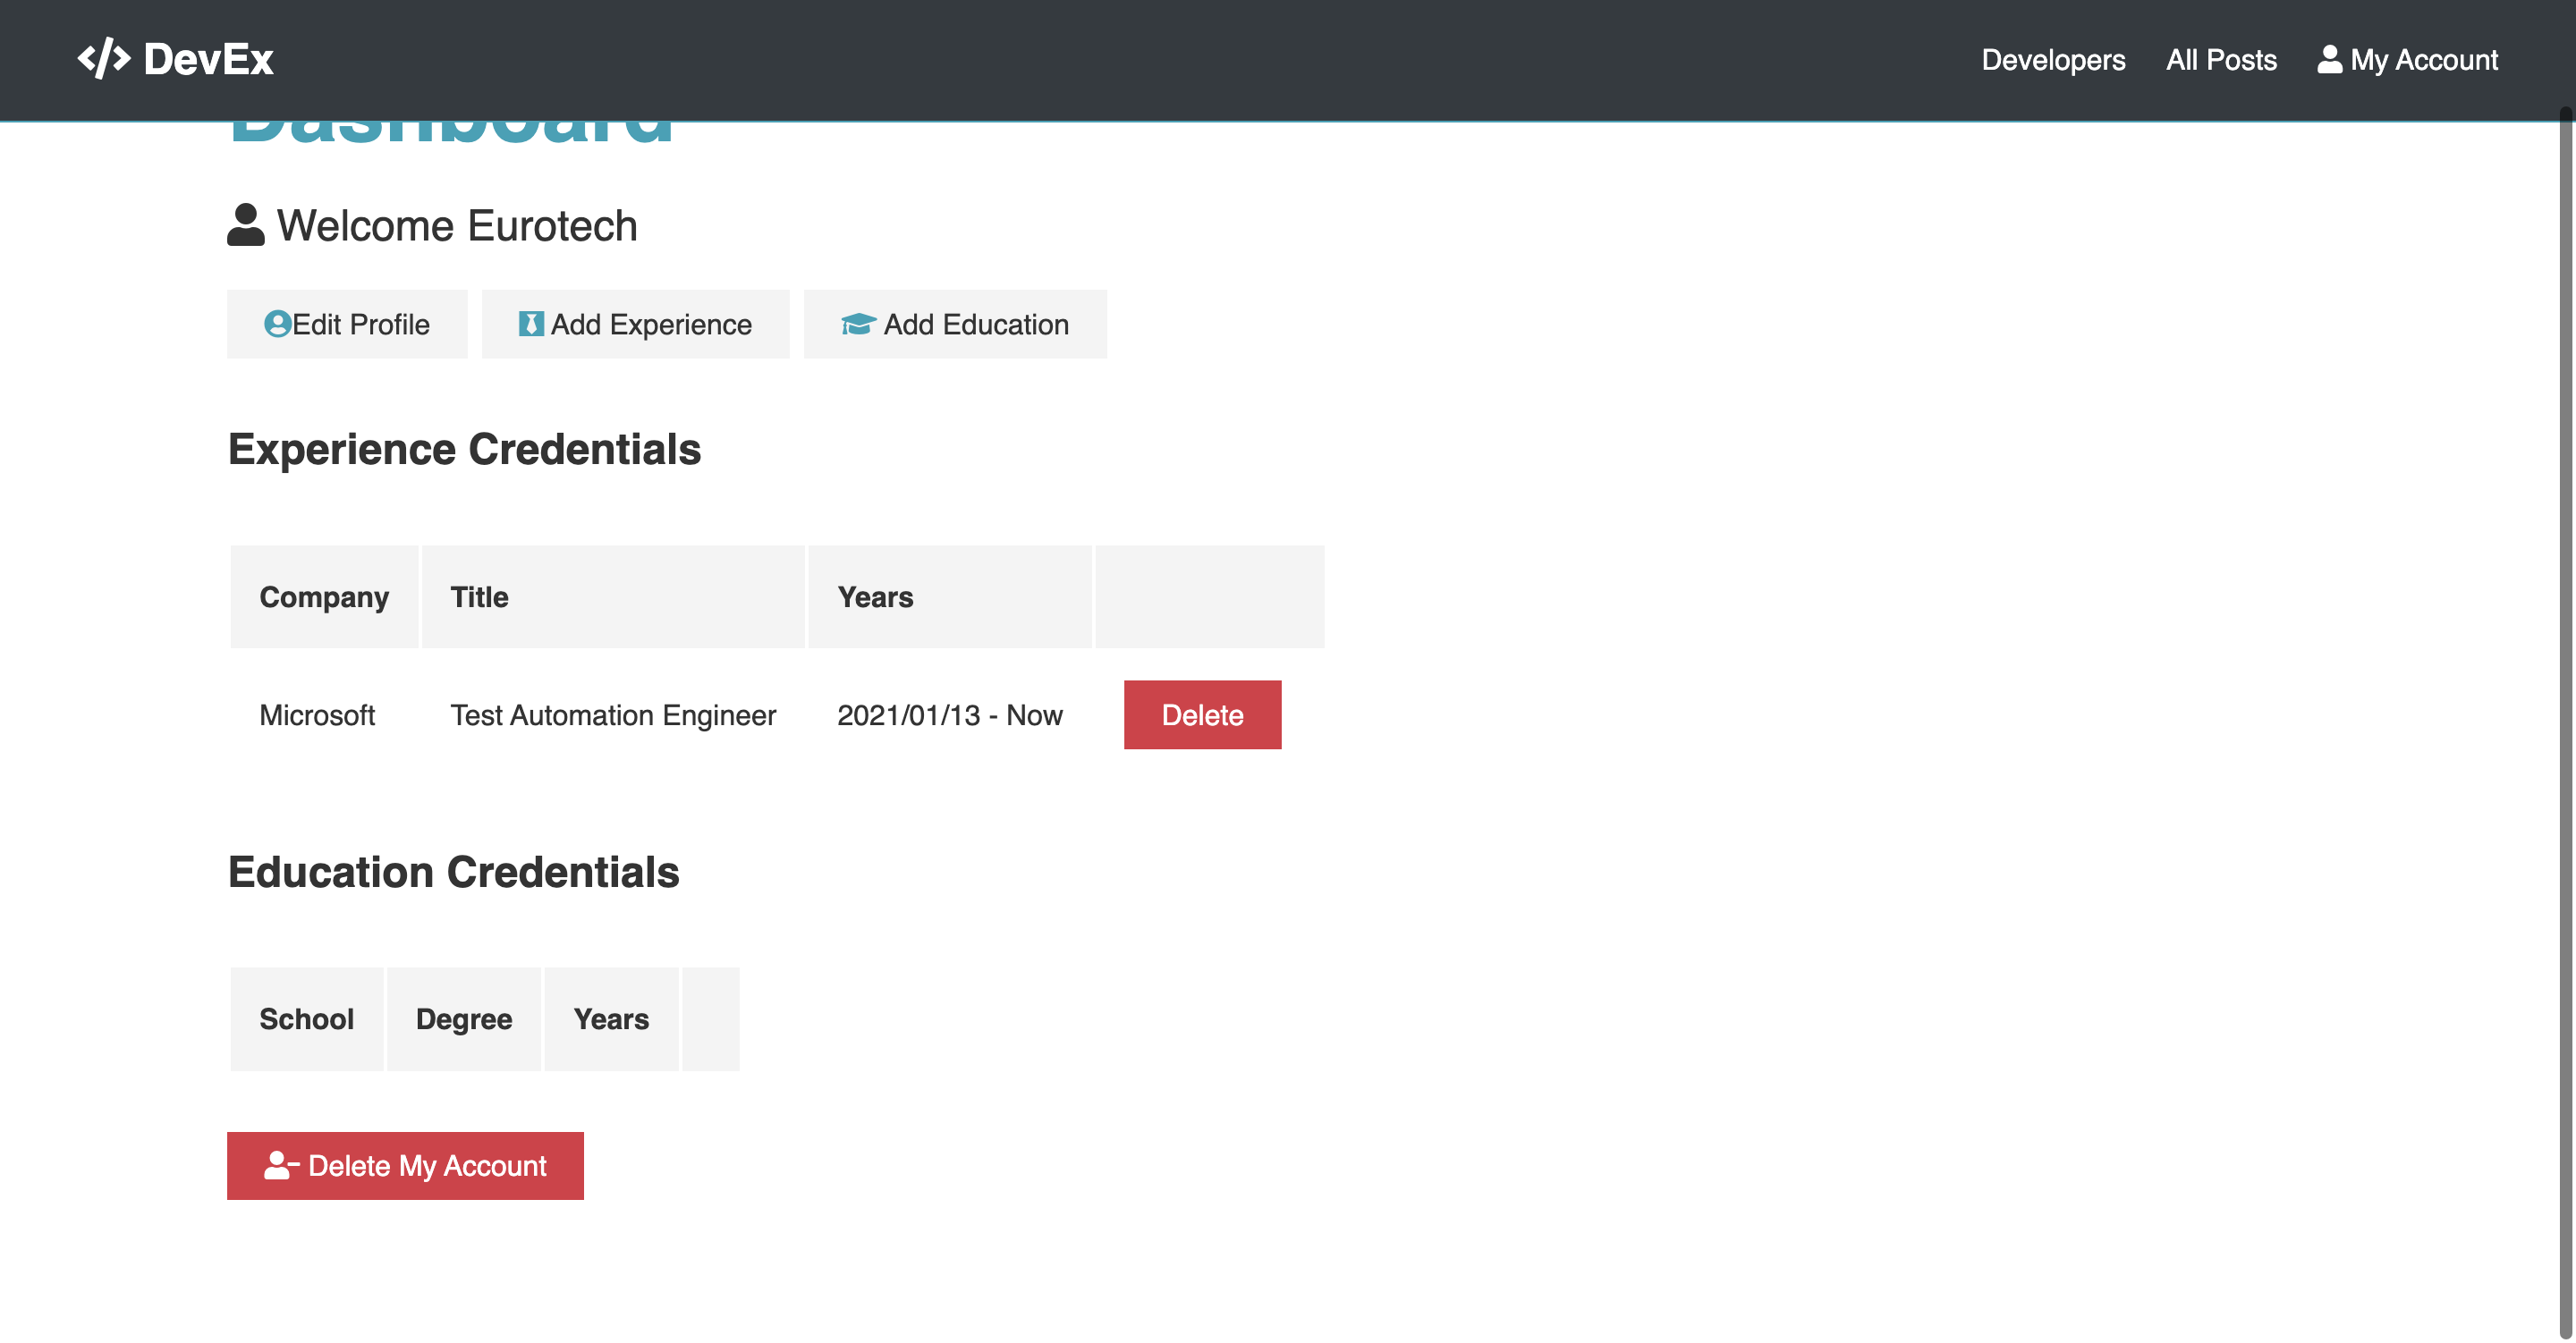 DevEx
Developers All Posts My Account
Dashboard
Welcome Eurotech
Edit Profile Add Experience Add Education
Experience Credentials
Company Title Years
Microsoft Test Automation Engineer 2021/01/13 - Now Delete
Education Credentials
School Degree Years
Delete My Account